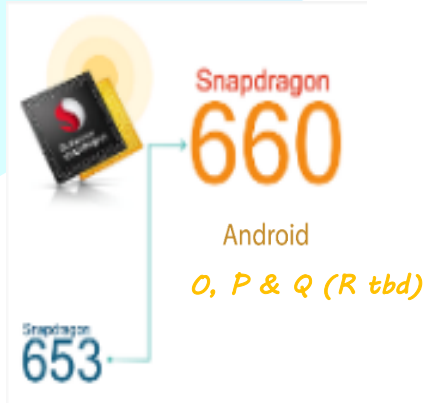 Snapdragon
660
Android
O, P & Q (R tbd)
Snapdragon
653